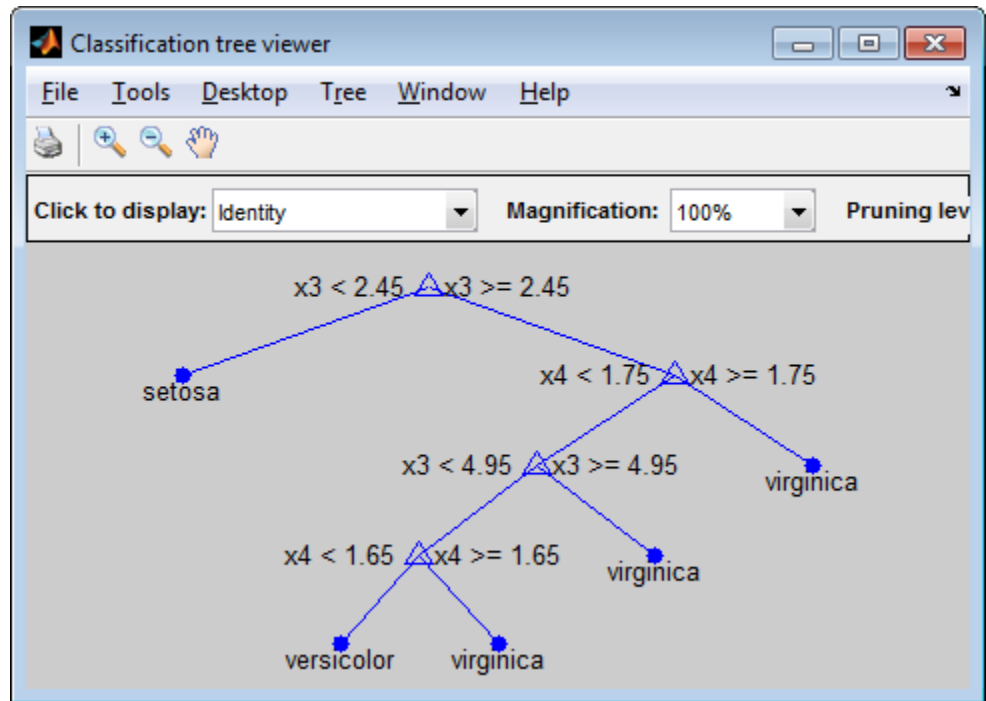 Classification tree viewer
File Tools Desktop Tree Window Help
Click to display: Identity Magnification: 100% Pruning lev
x3 < 2.45 x3 >= 2.45
setosa
x4 < 1.75 x4 >= 1.75
x3 < 4.95 x3 >= 4.95
virginica
x4 < 1.65 x4 >= 1.65
virginica
versicolor virginica